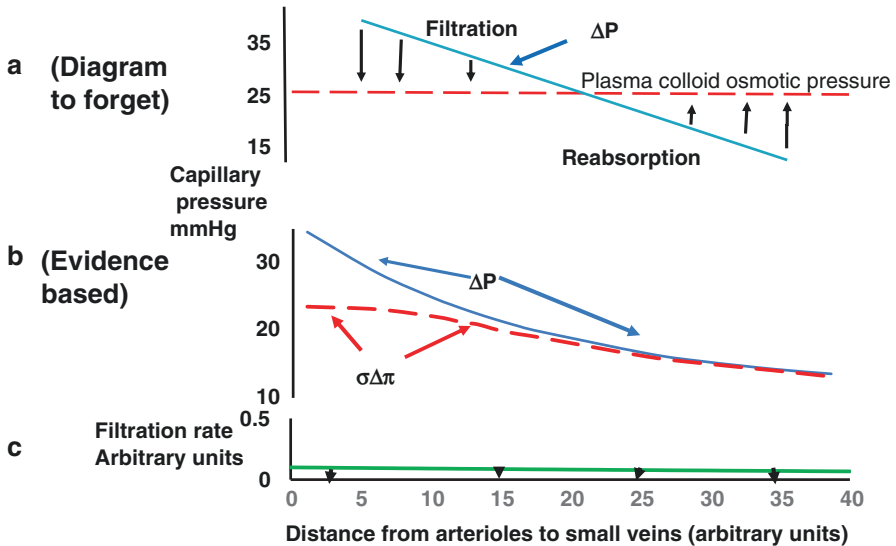 35
25
15
a
(Diagram
to forget)
Filtration
ΔP
Plasma colloid osmotic pressure
Reabsorption
Capillary
pressure
mmHg
b
(Evidence
based)
30
20
10
ΔP
σΔπ
c
Filtration rate
Arbitrary units
0.5
0
0 5 10 15 20 25 30 35 40
Distance from arterioles to small veins (arbitrary units)